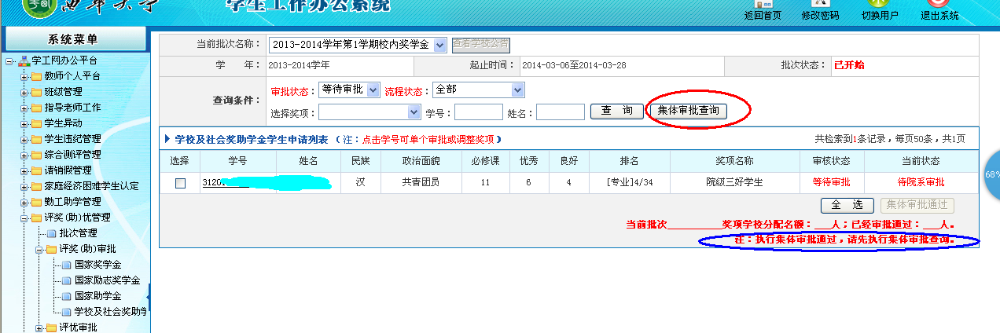 学生工作办公系统
返回首页 修改密码 切换用户 退出系统
系统菜单
学工网办公平台
教师个人平台
班级管理
指导老师工作
学生异动
学生违纪管理
综合测评管理
请销假管理
家庭经济困难学生认定
勤工助学管理
评奖(助)优管理
批次管理
评奖(助)审批
国家奖学金
国家励志奖学金
国家助学金
学校及社会奖助学
评优审批
当前批次名称： 2013-2014学年第1学期校内奖学金 查看学校公告
学 年： 2013-2014学年 起止时间： 2014-03-06至2014-03-28 批次状态： 已开始
查询条件： 审批状态： 等待审批 流程状态： 全部
选择奖项： 学号： 姓名： 查 询 集体审批查询
学校及社会奖助学金学生申请列表 （注：点击学号可单个审批或调整奖项） 共检索到1条记录，每页50条，共1页
选择 学号 姓名 民族 政治面貌 必修课 优秀 良好 排名 奖项名称 审核状态 当前状态
3120 汉 共青团员 11 6 4 [专业]4/34 院级三好学生 等待审批 待院系审批
全 选 集体审批通过
当前批次__________奖项学校分配名额：___人；已经审批通过：___人。
注：执行集体审批通过，请先执行集体审批查询。
68%